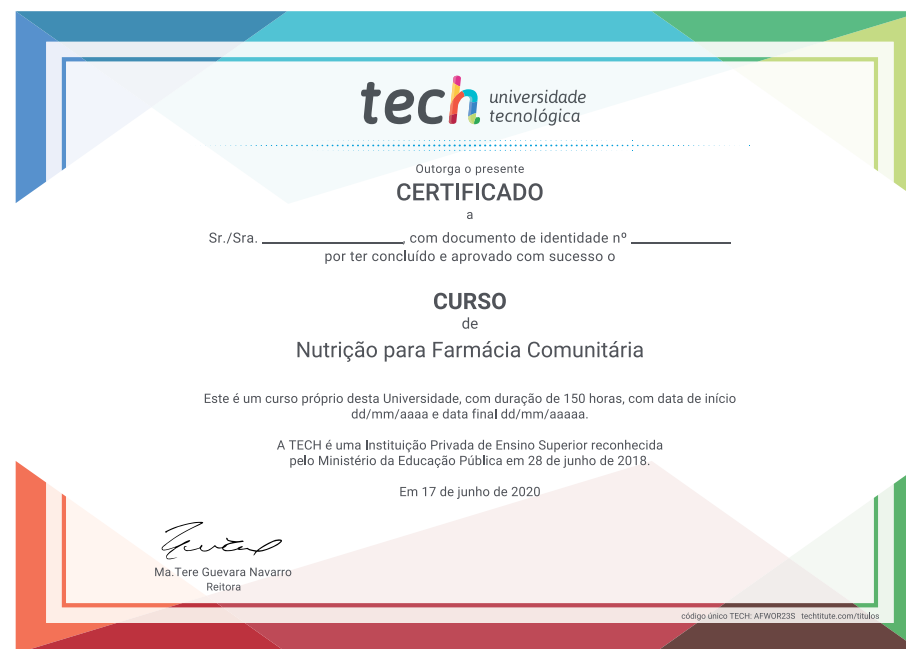 tech universidade
tecnológica
Outorga o presente
CERTIFICADO
a
Sr./Sra. ________________, com documento de identidade nº ___________
por ter concluído e aprovado com sucesso o
CURSO
de
Nutrição para Farmácia Comunitária
Este é um curso próprio desta Universidade, com duração de 150 horas, com data de início
dd/mm/aaaa e data final dd/mm/aaaaa.
A TECH é uma Instituição Privada de Ensino Superior reconhecida
pelo Ministério da Educação Pública em 28 de junho de 2018.
Em 17 de junho de 2020
Ma.Tere Guevara Navarro
Reitora
código único TECH: AFWOR23S techtitute.com/titulos